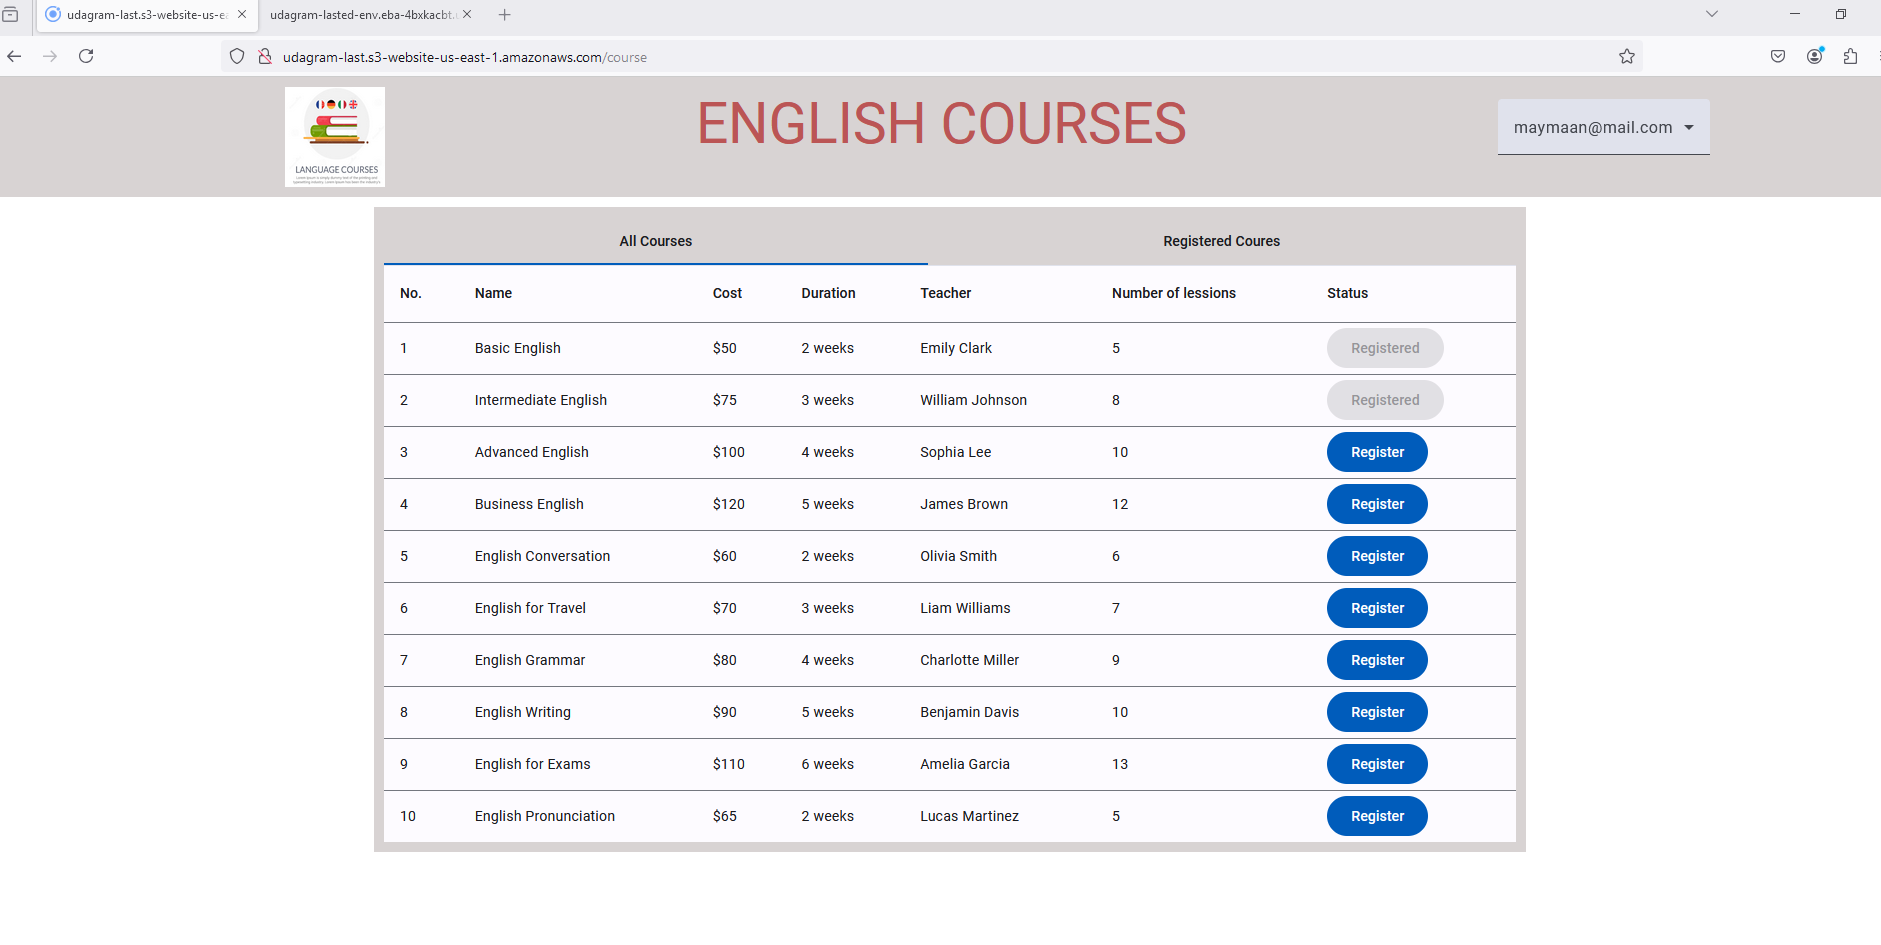 udagram-last.s3-website-us-ea
udagram-lasted-env.eba-4bxkacbt.
udagram-last.s3-website-us-east-1.amazonaws.com/course
LANGUAGE COURSES
ENGLISH COURSES
maymaan@mail.com
All Courses Registered Coures
No. Name Cost Duration Teacher Number of lessions Status
1 Basic English $50 2 weeks Emily Clark 5 Registered
2 Intermediate English $75 3 weeks William Johnson 8 Registered
3 Advanced English $100 4 weeks Sophia Lee 10 Register
4 Business English $120 5 weeks James Brown 12 Register
5 English Conversation $60 2 weeks Olivia Smith 6 Register
6 English for Travel $70 3 weeks Liam Williams 7 Register
7 English Grammar $80 4 weeks Charlotte Miller 9 Register
8 English Writing $90 5 weeks Benjamin Davis 10 Register
9 English for Exams $110 6 weeks Amelia Garcia 13 Register
10 English Pronunciation $65 2 weeks Lucas Martinez 5 Register